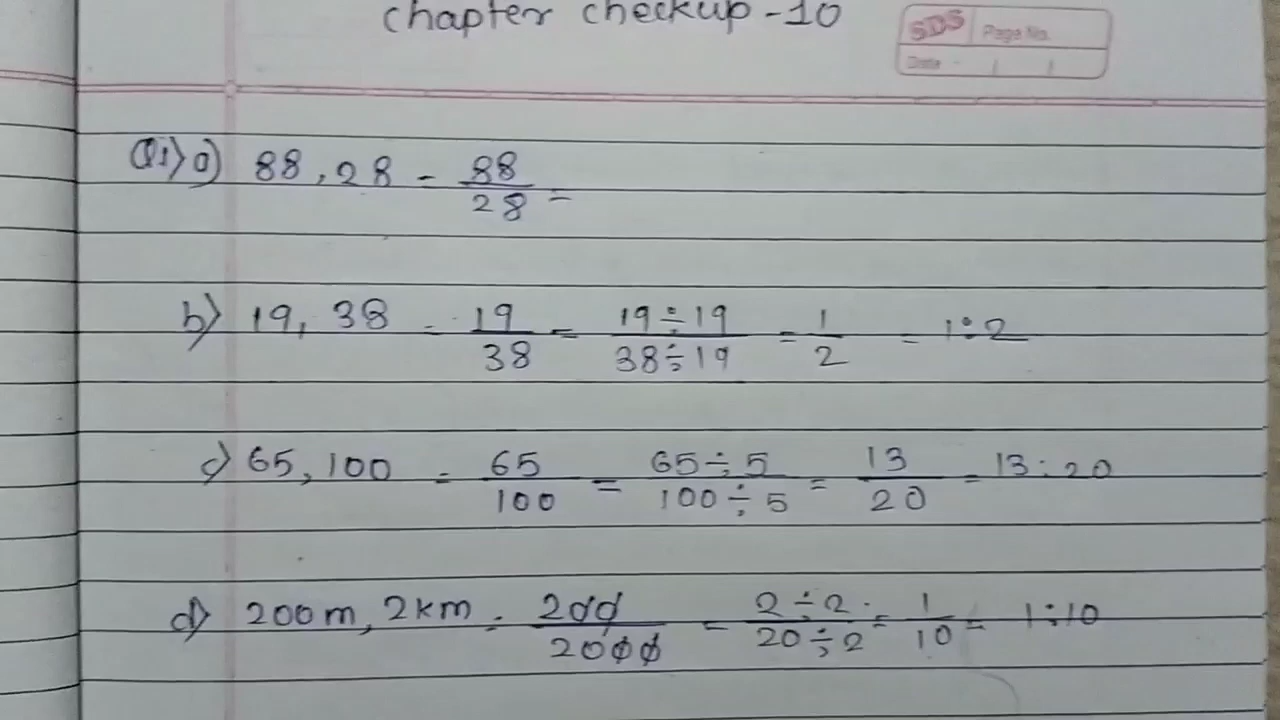 chapter checkup - 10
SDS Page No.
Date
Q1) a) 88, 28 - 88/28 =
b) 19, 38 = 19/38 = 19÷19/38÷19 = 1/2 = 1:2
c) 65, 100 = 65/100 = 65÷5/100÷5 = 13/20 = 13:20
d) 200m, 2km = 200/2000 = 2÷2/20÷2 = 1/10 = 1:10